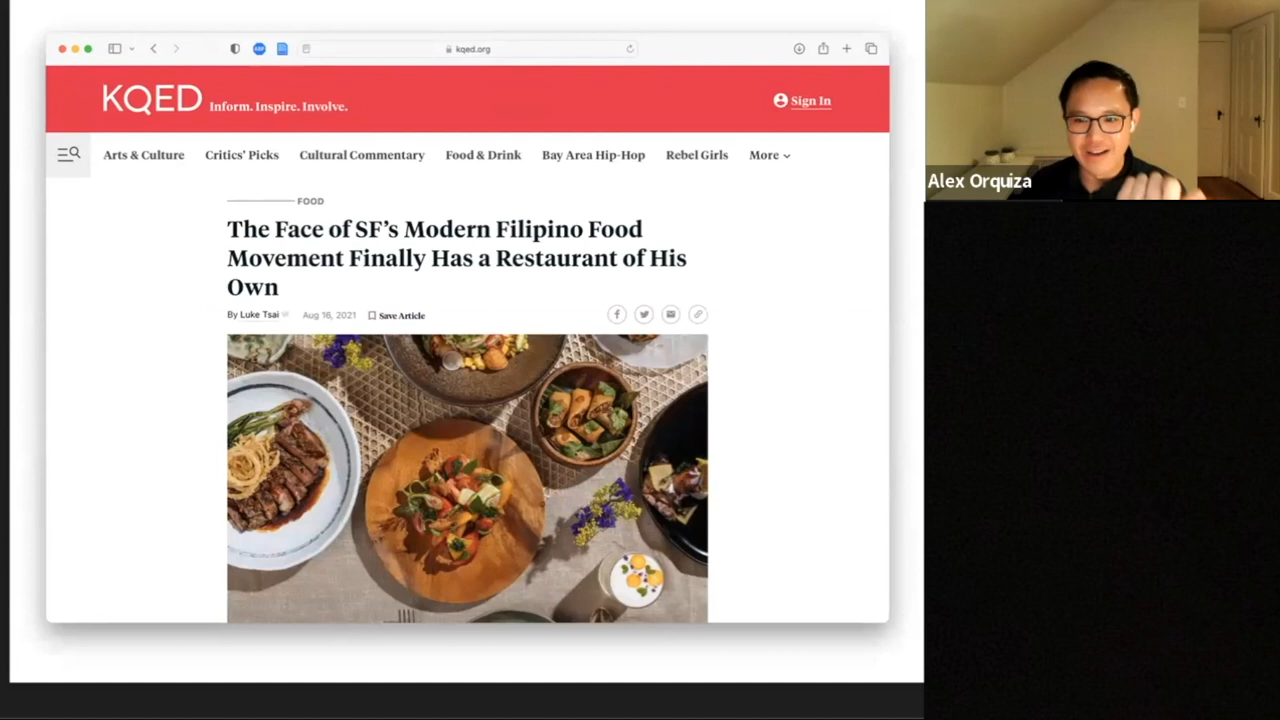 kqed.org
KQED Inform. Inspire. Involve.
Sign In
Arts & Culture Critics' Picks Cultural Commentary Food & Drink Bay Area Hip-Hop Rebel Girls More
FOOD
The Face of SF's Modern Filipino Food
Movement Finally Has a Restaurant of His
Own
By Luke Tsai Aug 16, 2021 Save Article
Alex Orquiza